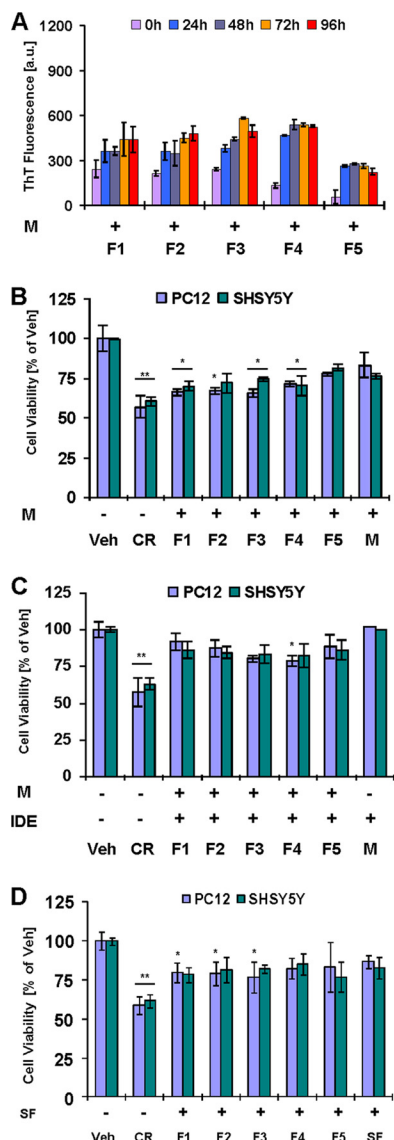 A
0h 24h 48h 72h 96h
ThT Fluorescence [a.u.]
1200
900
600
300
0
M + + + + +
F1 F2 F3 F4 F5
B
PC12 SHSY5Y
Cell Viability [% of Veh]
125
100
75
50
25
0
** * * * *
M - - + + + + + +
Veh CR F1 F2 F3 F4 F5 M
C
PC12 SHSY5Y
Cell Viability [% of Veh]
125
100
75
50
25
0
** *
M - - + + + + + -
IDE - - + + + + + +
Veh CR F1 F2 F3 F4 F5 M
D
PC12 SHSY5Y
Cell Viability [% of Veh]
125
100
75
50
25
0
** * * *
SF - - + + + + + +
Veh CR F1 F2 F3 F4 F5 SF